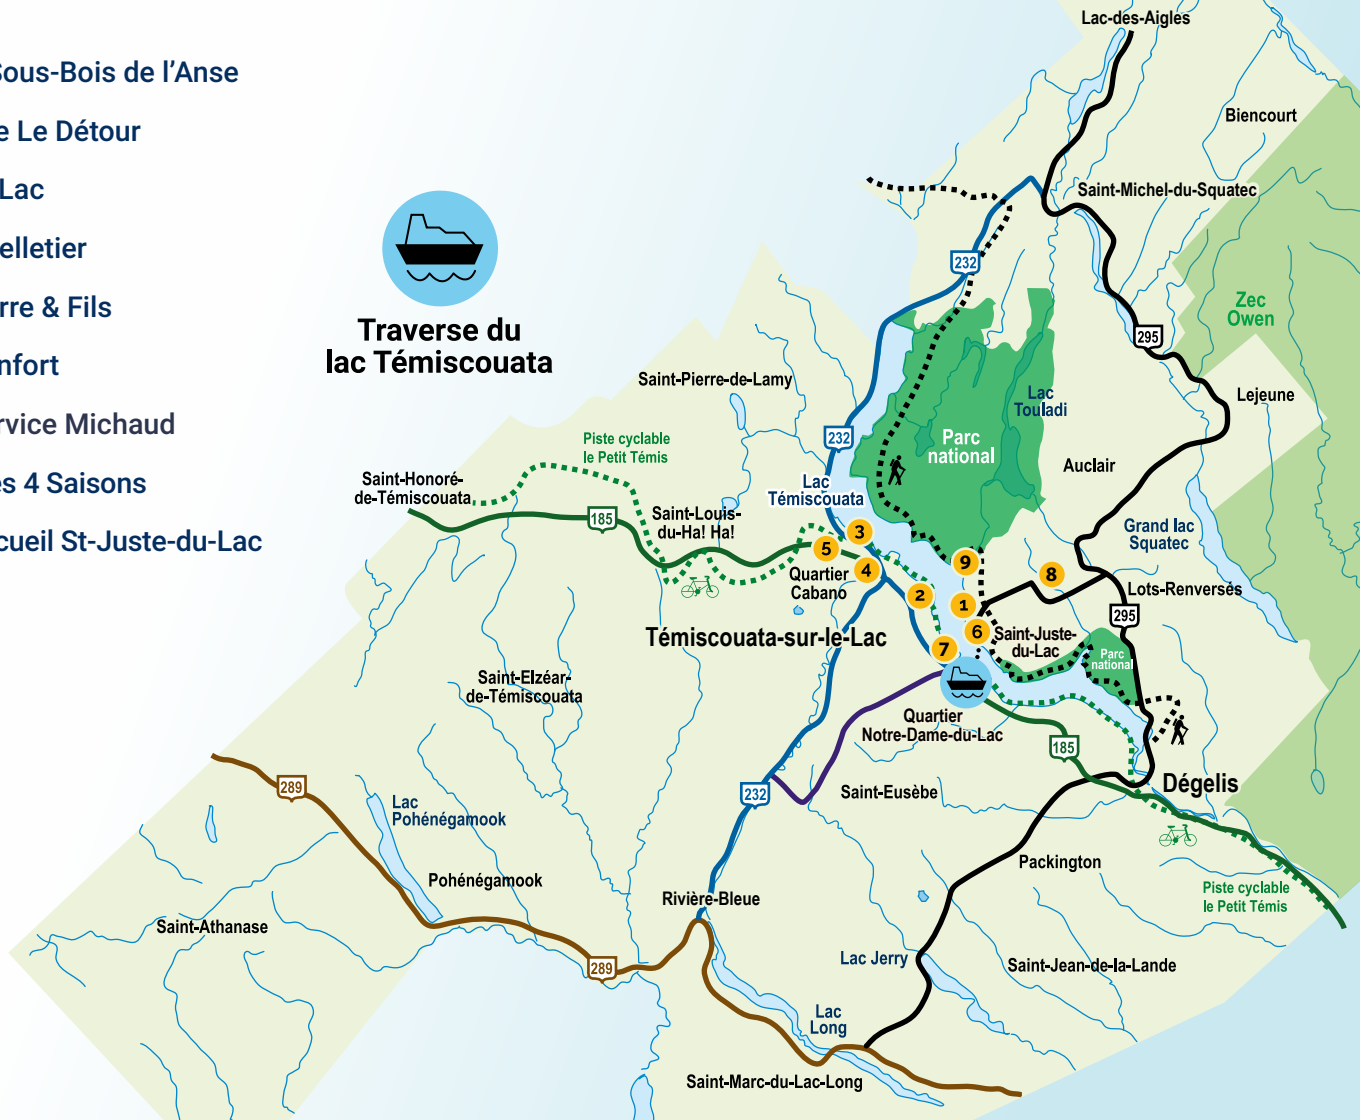 Sous-Bois de l'Anse
e Le Détour
Lac
elletier
rre & Fils
nfort
rvice Michaud
es 4 Saisons
cueil St-Juste-du-Lac
Traverse du
lac Témiscouata
Lac-des-Aigles
Biencourt
Saint-Michel-du-Squatec
232
Zec
Owen
295
Saint-Pierre-de-Lamy
Lac
Touladi
Lejeune
Piste cyclable
le Petit Témis
232
Parc
national
Auclair
Saint-Honoré-
de-Témiscouata
Lac
Témiscouata
185
Saint-Louis-
du-Ha! Ha!
Grand lac
Squatec
3
5
4
9
8
Quartier
Cabano
2
1
Lots-Renversés
295
Témiscouata-sur-le-Lac
6
7
Saint-Juste-
du-Lac
Parc
national
Saint-Elzéar-
de-Témiscouata
Quartier
Notre-Dame-du-Lac
185
289
232
Saint-Eusèbe
Dégelis
Lac
Pohénégamook
Packington
Pohénégamook
Rivière-Bleue
Piste cyclable
le Petit Témis
Saint-Athanase
289
Lac Jerry
Saint-Jean-de-la-Lande
Lac
Long
Saint-Marc-du-Lac-Long